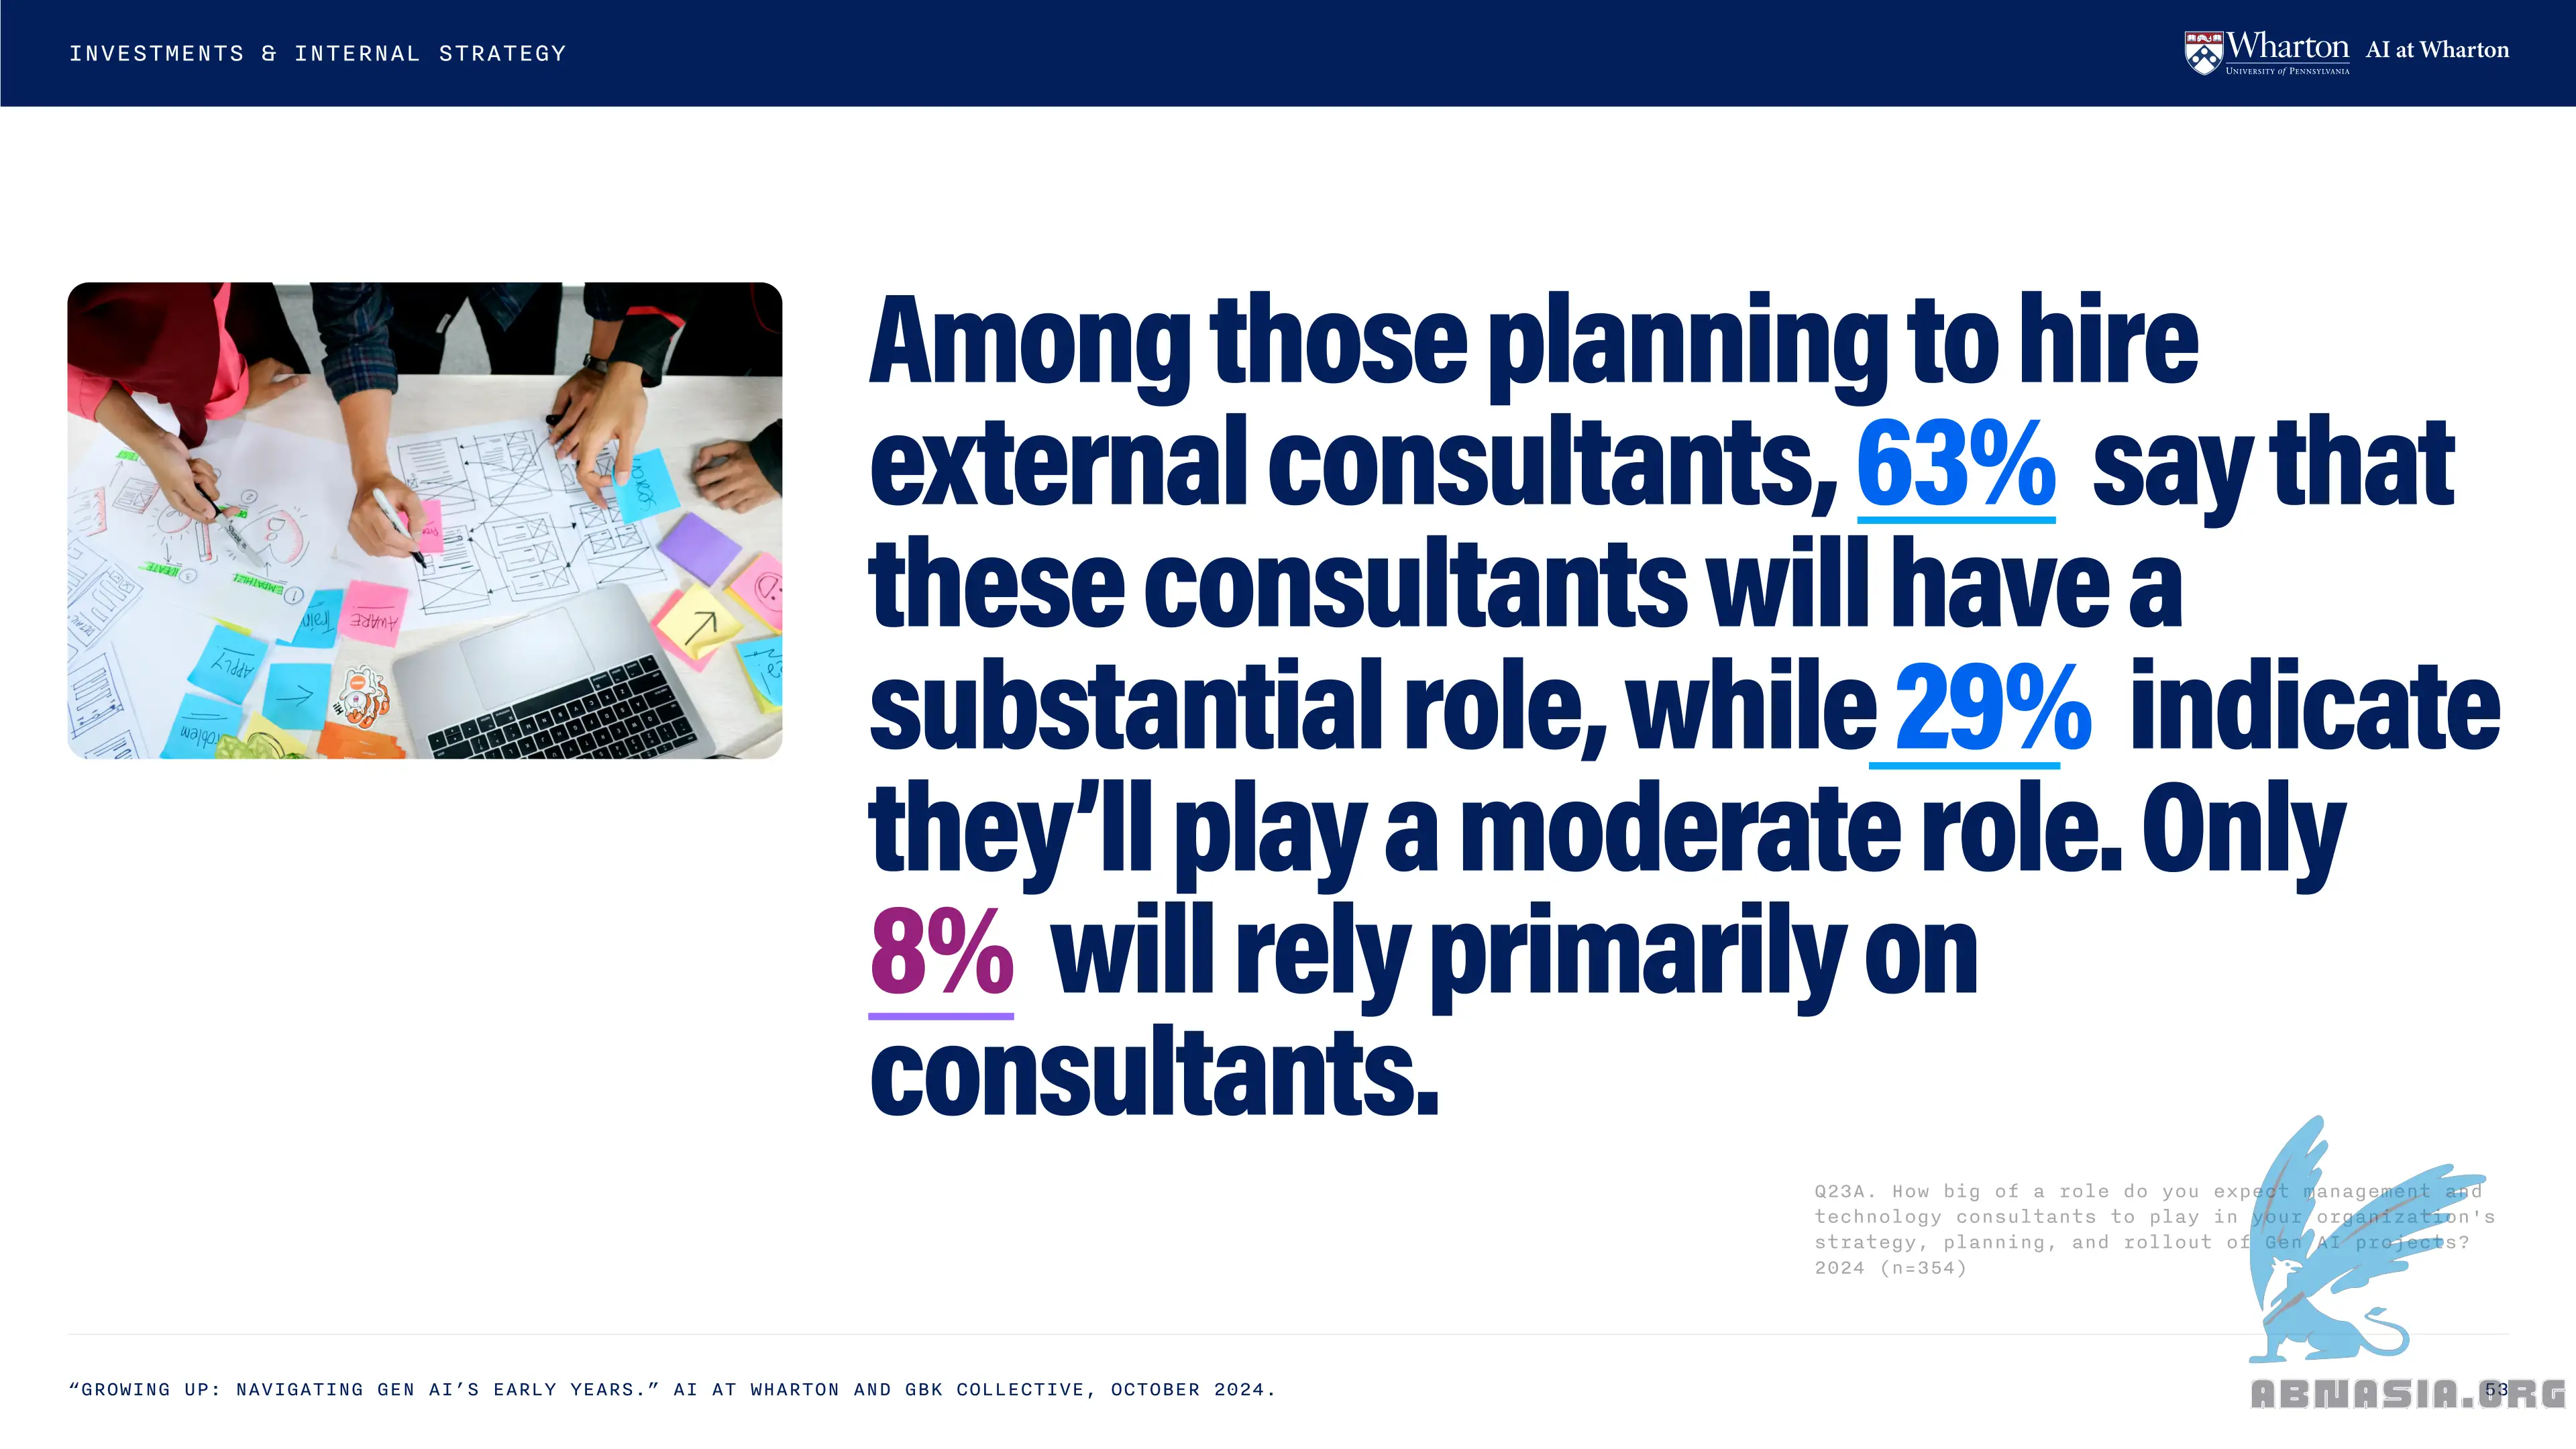 INVESTMENTS & INTERNAL STRATEGY
Wharton
UNIVERSITY of PENNSYLVANIA
AI at Wharton
Among those planning to hire
external consultants, 63% say that
these consultants will have a
substantial role, while 29% indicate
they’ll play a moderate role. Only
8% will rely primarily on
consultants.
AWARE
APPLY
Q23A. How big of a role do you expect management and
technology consultants to play in your organization's
strategy, planning, and rollout of Gen AI projects?
2024 (n=354)
“GROWING UP: NAVIGATING GEN AI’S EARLY YEARS.” AI AT WHARTON AND GBK COLLECTIVE, OCTOBER 2024.
53
ABNASIA.ORG